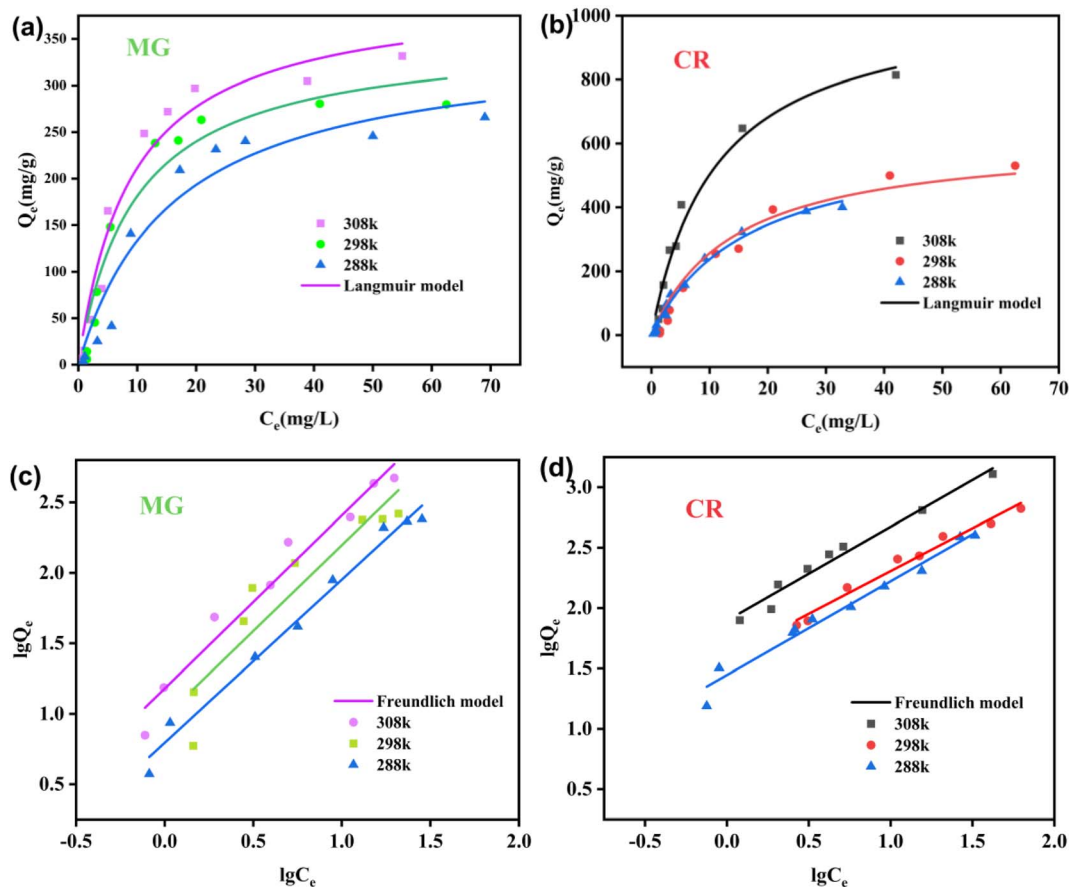 (a)
MG
350
300
250
200
150
100
50
0
Qe(mg/g)
308k
298k
288k
Langmuir model
0 10 20 30 40 50 60 70
Ce(mg/L)
(b)
CR
1000
800
600
400
200
0
Qe(mg/g)
308k
298k
288k
Langmuir model
0 10 20 30 40 50 60 70
Ce(mg/L)
(c)
MG
2.5
2.0
1.5
1.0
0.5
lgQe
Freundlich model
308k
298k
288k
-0.5 0.0 0.5 1.0 1.5 2.0
lgCe
(d)
CR
3.0
2.5
2.0
1.5
1.0
0.5
lgQe
Freundlich model
308k
298k
288k
-0.5 0.0 0.5 1.0 1.5 2.0
lgCe